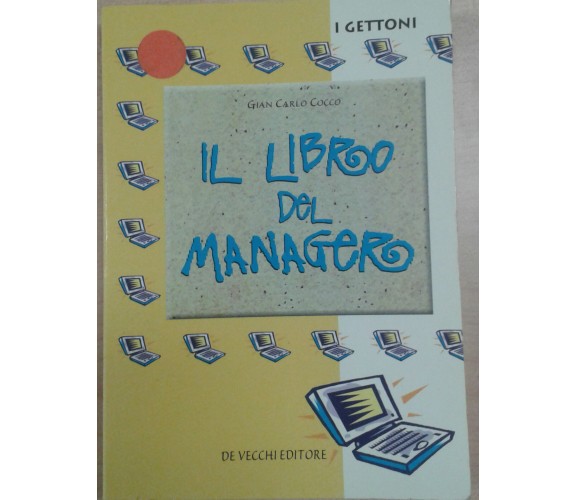 I GETTONI
GIAN CARLO COCCO
IL LIBRO
DEL
MANAGER
DE VECCHI EDITORE